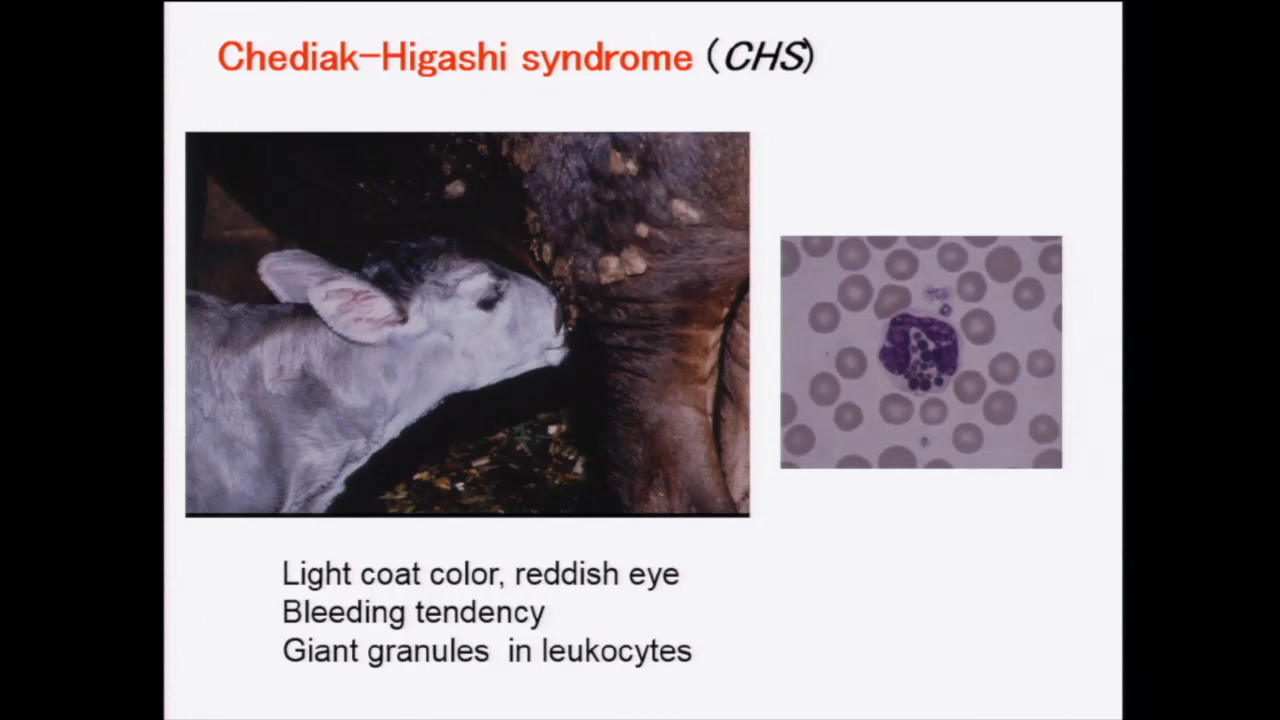 Chediak-Higashi syndrome (CHS)
Light coat color, reddish eye
Bleeding tendency
Giant granules in leukocytes